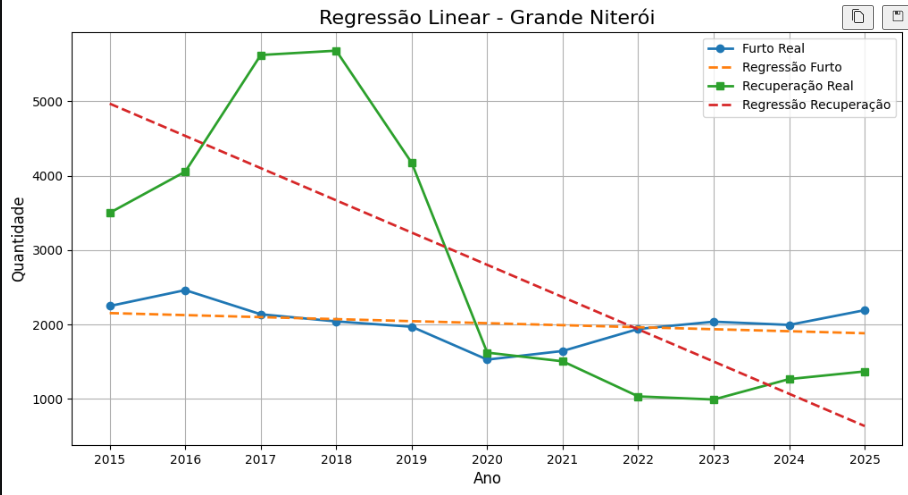 Regressão Linear - Grande Niterói
Furto Real
Regressão Furto
Recuperação Real
Regressão Recuperação
Quantidade
5000
4000
3000
2000
1000
2015 2016 2017 2018 2019 2020 2021 2022 2023 2024 2025
Ano